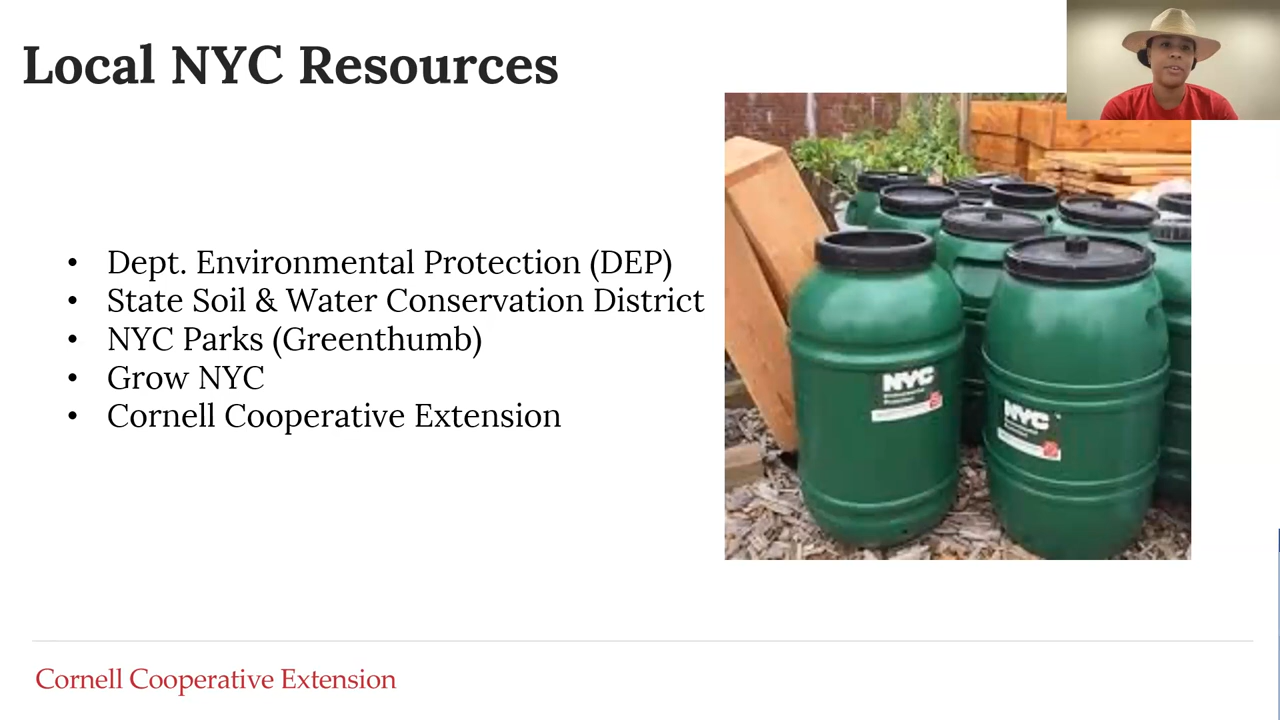 Local NYC Resources
• Dept. Environmental Protection (DEP)
• State Soil & Water Conservation District
• NYC Parks (Greenthumb)
• Grow NYC
• Cornell Cooperative Extension
NYC
NYC
Cornell Cooperative Extension